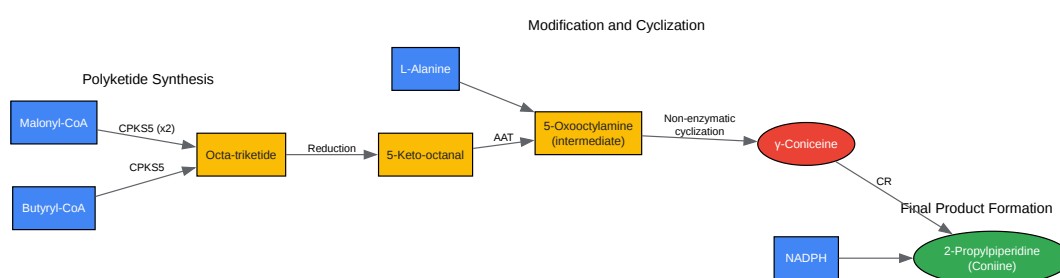 Modification and Cyclization
Polyketide Synthesis
L-Alanine
Malonyl-CoA
CPKS5 (x2)
Octa-triketide
Reduction
5-Keto-octanal
AAT
5-Oxooctylamine
(intermediate)
Non-enzymatic
cyclization
γ-Coniceine
CPKS5
Butyryl-CoA
CR
Final Product Formation
NADPH
2-Propylpiperidine
(Coniine)